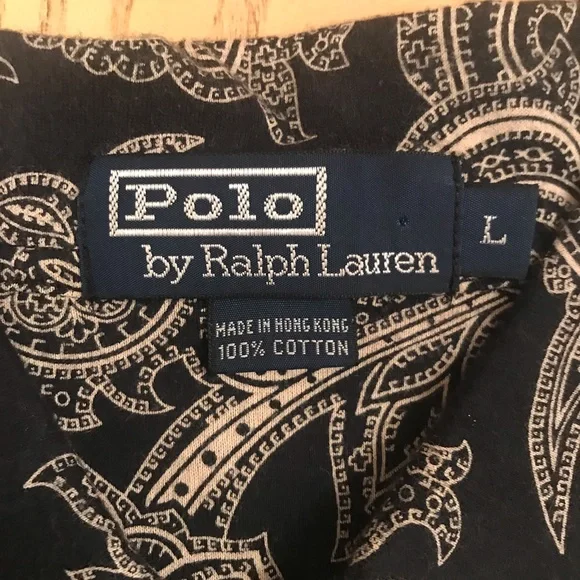 Polo
by Ralph Lauren
L
MADE IN HONG KONG
100% COTTON